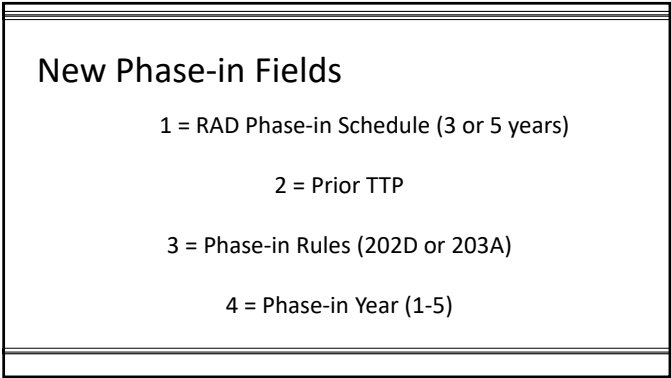 New Phase-in Fields
1 = RAD Phase-in Schedule (3 or 5 years)
2 = Prior TTP
3 = Phase-in Rules (202D or 203A)
4 = Phase-in Year (1-5)